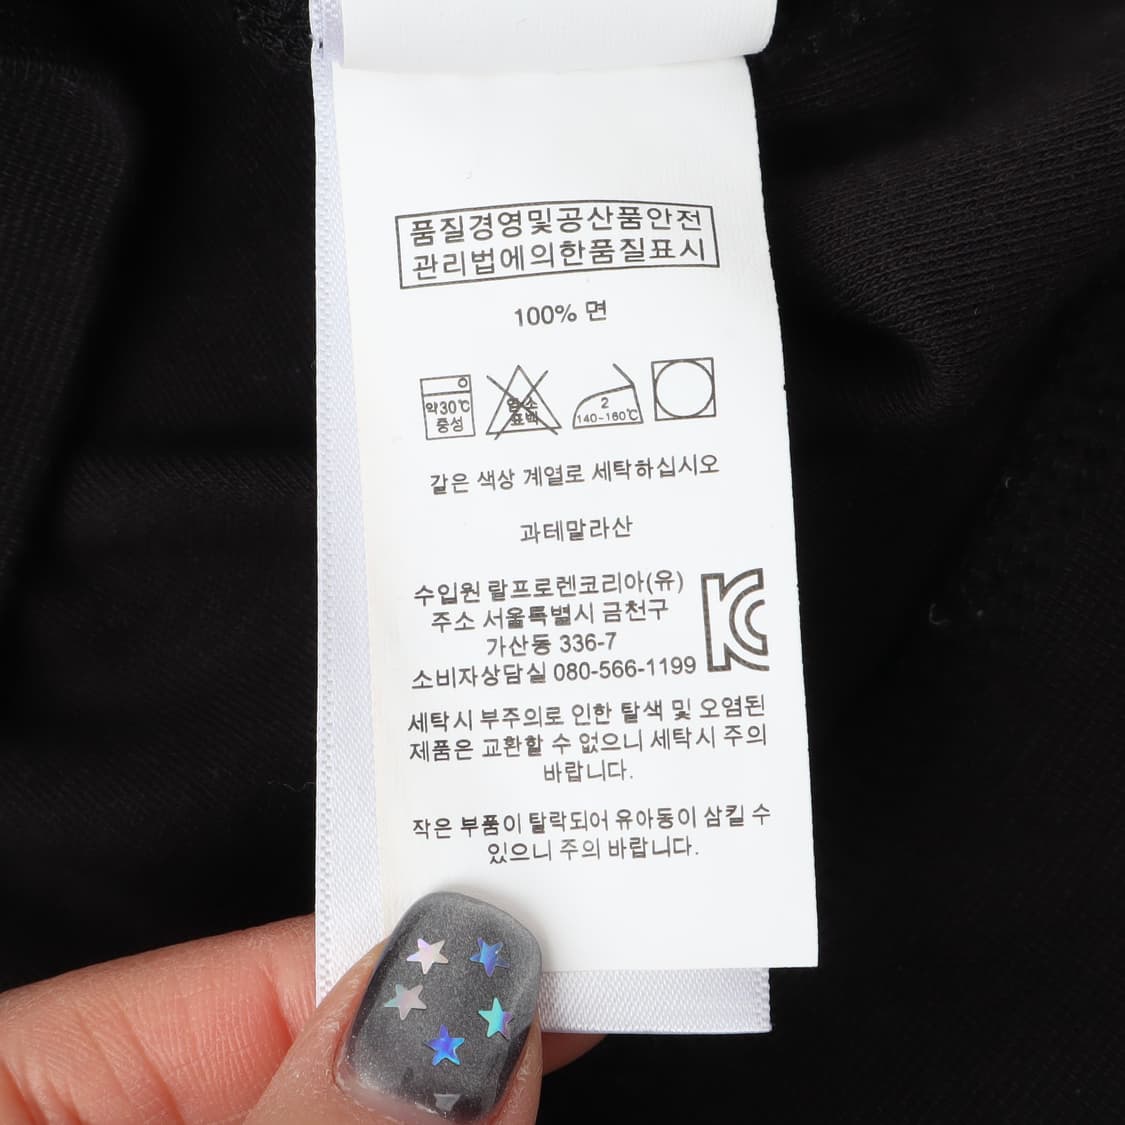 품질경영및공산품안전
관리법에의한품질표시
100% 면
약30℃
중성
염소
표백
2
140~160℃
같은 색상 계열로 세탁하십시오
과테말라산
수입원 랄프로렌코리아(유)
주소 서울특별시 금천구
가산동 336-7
소비자상담실 080-566-1199
KC
세탁시 부주의로 인한 탈색 및 오염된
제품은 교환할 수 없으니 세탁시 주의
바랍니다.
작은 부품이 탈락되어 유아동이 삼킬 수
있으니 주의 바랍니다.